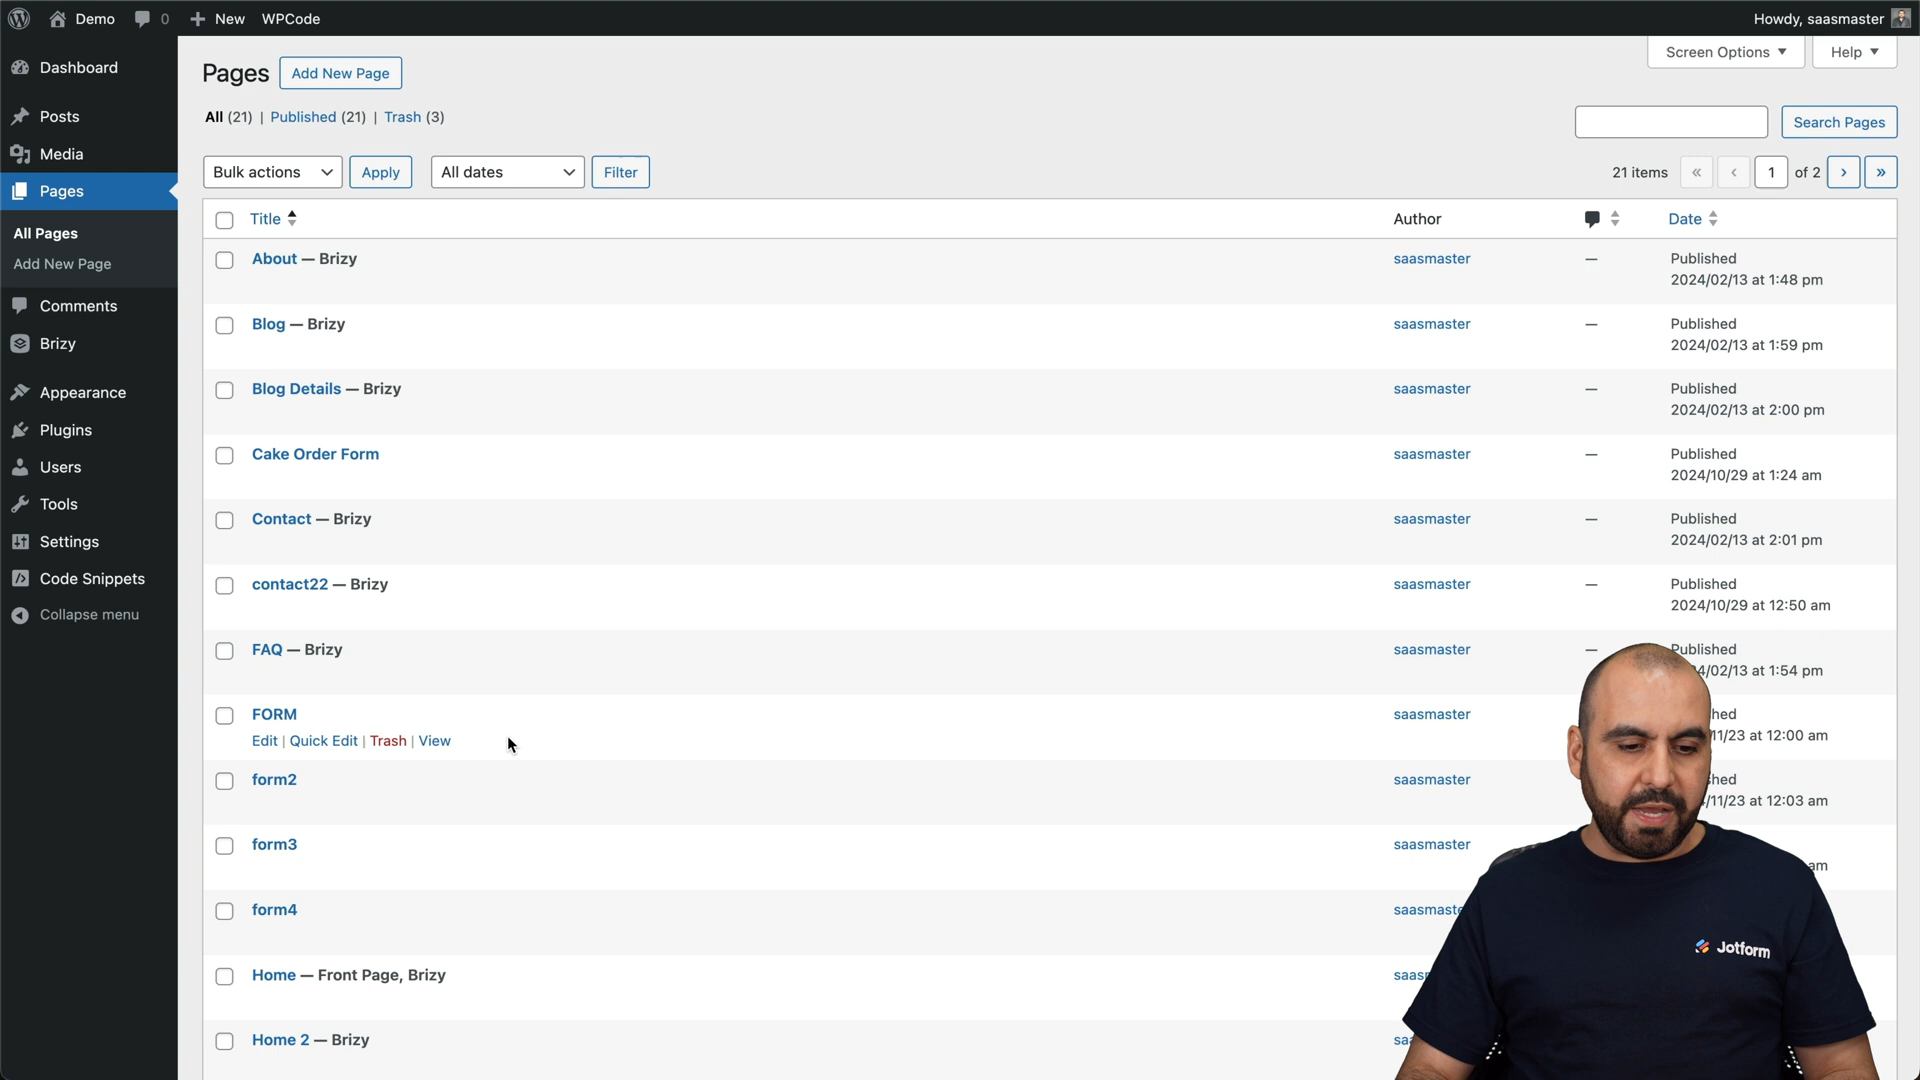 Demo 0 New WPCode Howdy, saasmaster
Dashboard
Posts
Media
Pages
All Pages
Add New Page
Comments
Brizy
Appearance
Plugins
Users
Tools
Settings
Code Snippets
Collapse menu
Screen Options Help
Pages Add New Page
All (21) | Published (21) | Trash (3)
Search Pages
Bulk actions Apply All dates Filter 21 items « ‹ 1 of 2 › »
Title Author Date
About — Brizy saasmaster — Published
2024/02/13 at 1:48 pm
Blog — Brizy saasmaster — Published
2024/02/13 at 1:59 pm
Blog Details — Brizy saasmaster — Published
2024/02/13 at 2:00 pm
Cake Order Form saasmaster — Published
2024/10/29 at 1:24 am
Contact — Brizy saasmaster — Published
2024/02/13 at 2:01 pm
contact22 — Brizy saasmaster — Published
2024/10/29 at 12:50 am
FAQ — Brizy saasmaster — Published
4/02/13 at 1:54 pm
FORM saasmaster hed
Edit | Quick Edit | Trash | View 11/23 at 12:00 am
form2 saasmaster hed
/11/23 at 12:03 am
form3 saasmaster
am
form4 saasmaste
Home — Front Page, Brizy saas
Home 2 — Brizy saa
Jotform